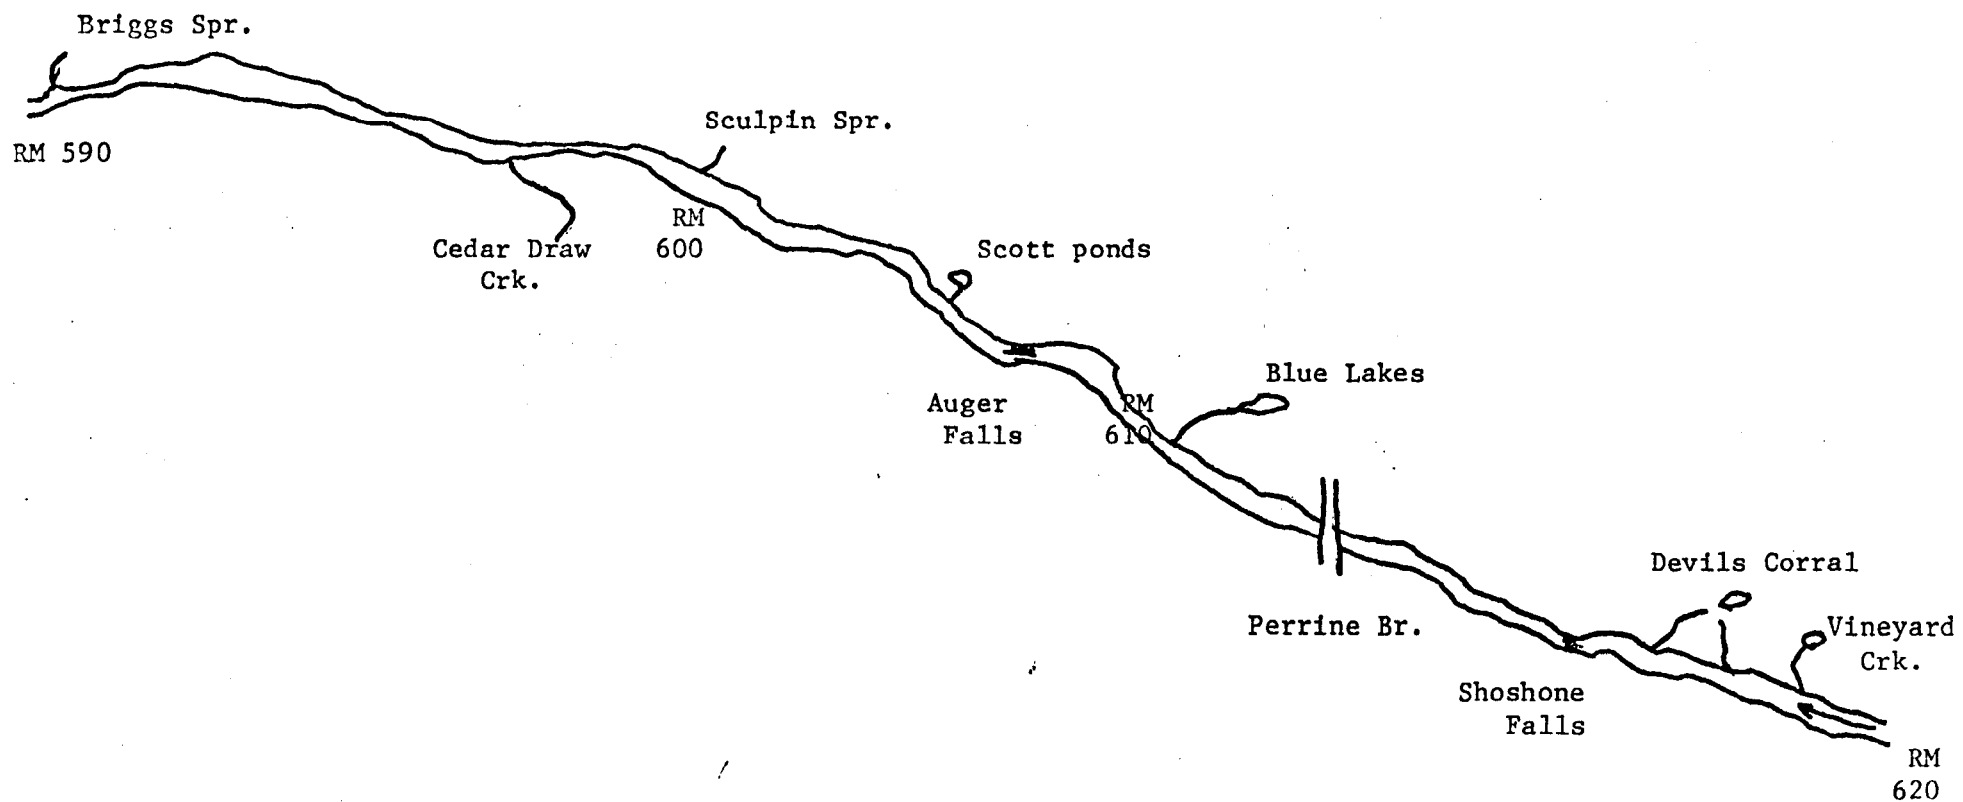 Briggs Spr.
RM 590
Sculpin Spr.
Cedar Draw
Crk.
RM
600
Scott ponds
Auger
Falls
RM
610
Blue Lakes
Perrine Br.
Devils Corral
Vineyard
Crk.
Shoshone
Falls
RM
620